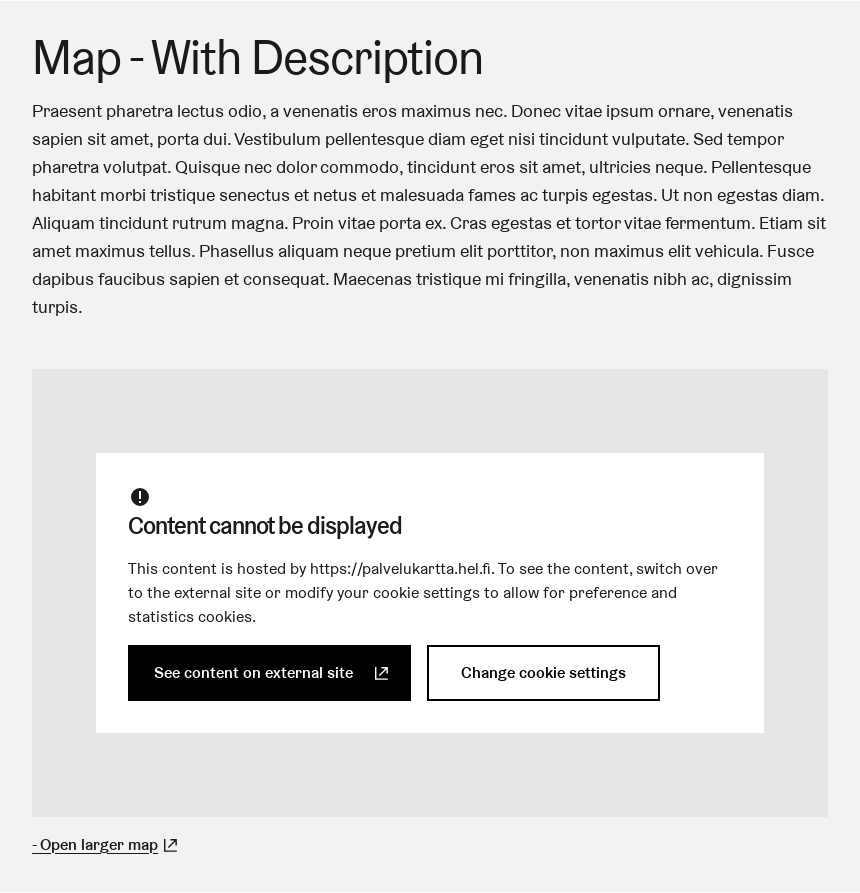 Map - With Description
Praesent pharetra lectus odio, a venenatis eros maximus nec. Donec vitae ipsum ornare, venenatis
sapien sit amet, porta dui. Vestibulum pellentesque diam eget nisi tincidunt vulputate. Sed tempor
pharetra volutpat. Quisque nec dolor commodo, tincidunt eros sit amet, ultricies neque. Pellentesque
habitant morbi tristique senectus et netus et malesuada fames ac turpis egestas. Ut non egestas diam.
Aliquam tincidunt rutrum magna. Proin vitae porta ex. Cras egestas et tortor vitae fermentum. Etiam sit
amet maximus tellus. Phasellus aliquam neque pretium elit porttitor, non maximus elit vehicula. Fusce
dapibus faucibus sapien et consequat. Maecenas tristique mi fringilla, venenatis nibh ac, dignissim
turpis.
Content cannot be displayed
This content is hosted by https://palvelukartta.hel.fi. To see the content, switch over
to the external site or modify your cookie settings to allow for preference and
statistics cookies.
See content on external site
Change cookie settings
- Open larger map